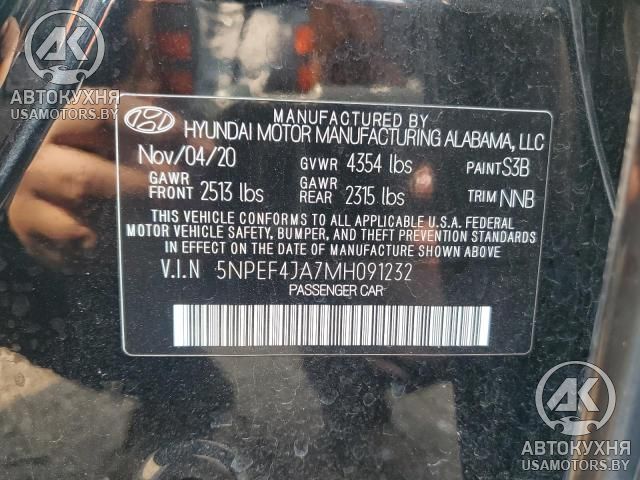 АВТОКУХНЯ
USAMOTORS.BY
MANUFACTURED BY
HYUNDAI MOTOR MANUFACTURING ALABAMA, LLC
Nov/04/20 GVWR 4354 lbs PAINT S3B
GAWR FRONT 2513 lbs GAWR REAR 2315 lbs TRIM NNB
THIS VEHICLE CONFORMS TO ALL APPLICABLE U.S.A. FEDERAL
MOTOR VEHICLE SAFETY, BUMPER, AND THEFT PREVENTION STANDARDS
IN EFFECT ON THE DATE OF MANUFACTURE SHOWN ABOVE
V.I.N 5NPEF4JA7MH091232
PASSENGER CAR
АВТОКУХНЯ
USAMOTORS.BY